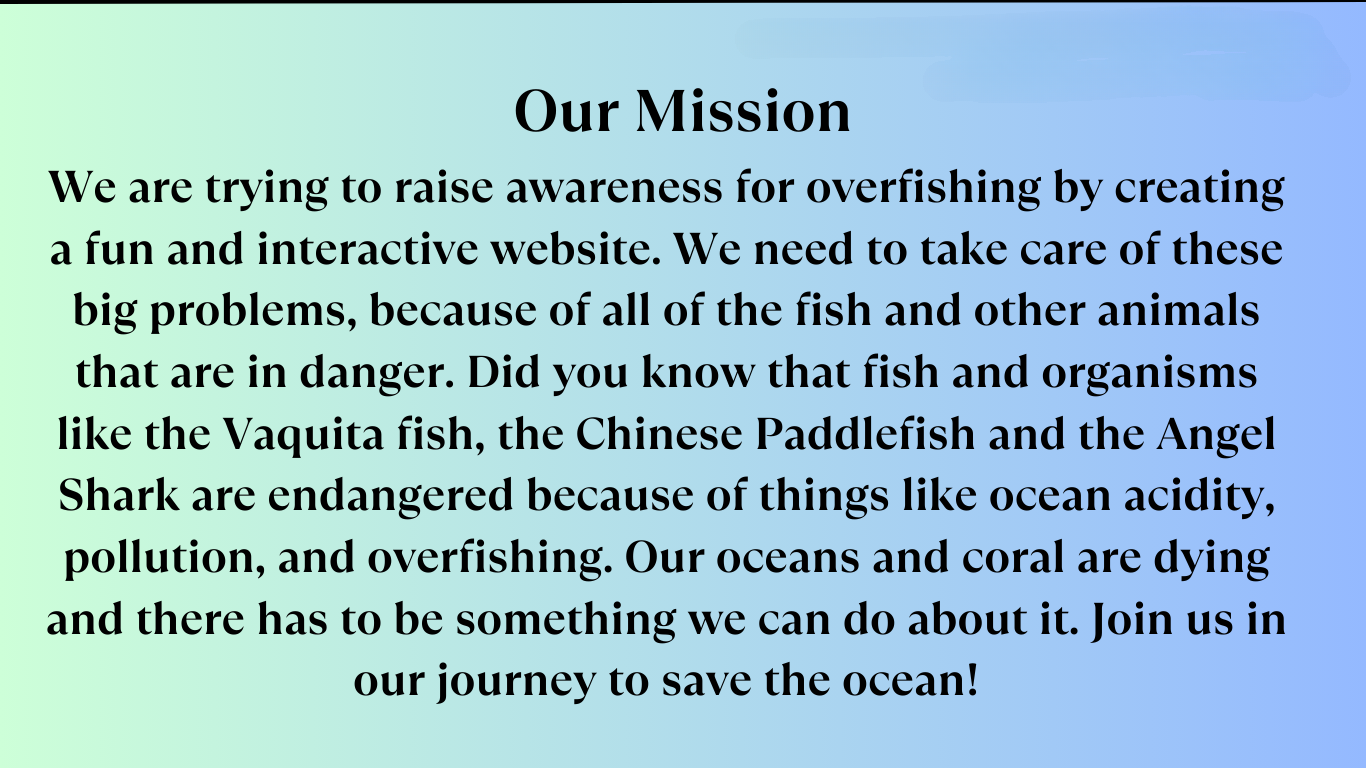 Our Mission
We are trying to raise awareness for overfishing by creating
a fun and interactive website. We need to take care of these
big problems, because of all of the fish and other animals
that are in danger. Did you know that fish and organisms
like the Vaquita fish, the Chinese Paddlefish and the Angel
Shark are endangered because of things like ocean acidity,
pollution, and overfishing. Our oceans and coral are dying
and there has to be something we can do about it. Join us in
our journey to save the ocean!